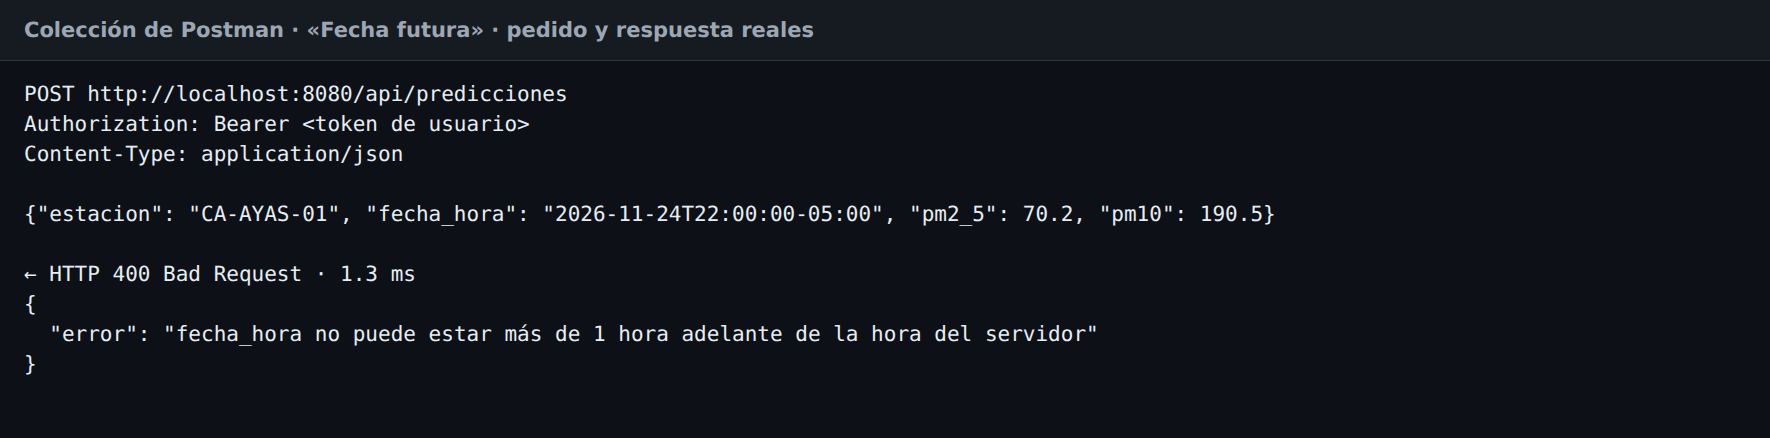 Colección de Postman · «Fecha futura» · pedido y respuesta reales
POST http://localhost:8080/api/predicciones
Authorization: Bearer <token de usuario>
Content-Type: application/json
{"estacion": "CA-AYAS-01", "fecha_hora": "2026-11-24T22:00:00-05:00", "pm2_5": 70.2, "pm10": 190.5}
← HTTP 400 Bad Request · 1.3 ms
{
  "error": "fecha_hora no puede estar más de 1 hora adelante de la hora del servidor"
}